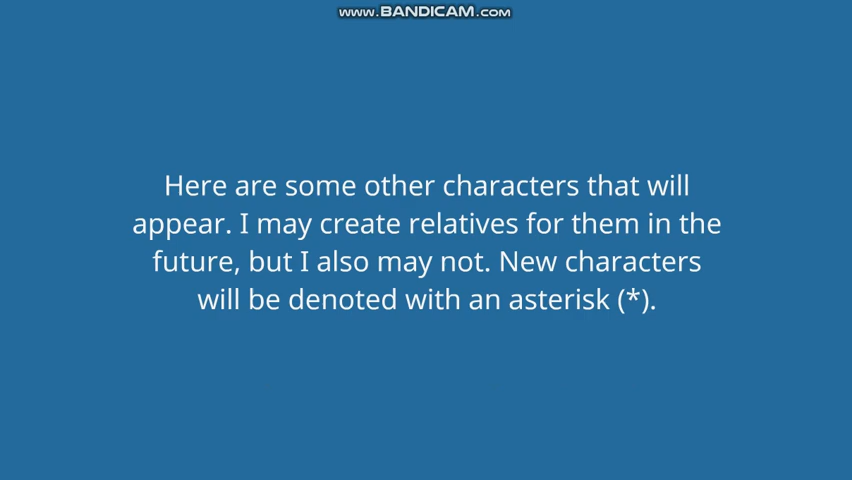 www.BANDICAM.com
Here are some other characters that will
appear. I may create relatives for them in the
future, but I also may not. New characters
will be denoted with an asterisk (*).